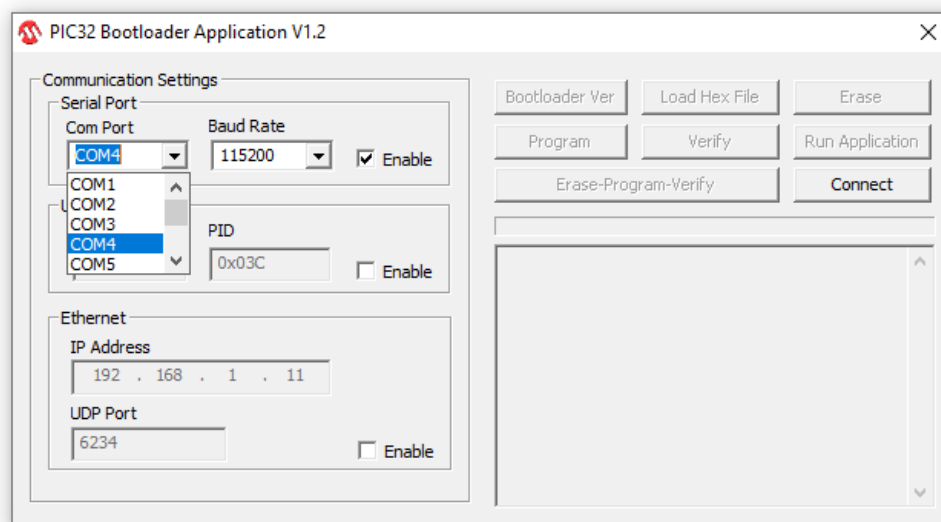 PIC32 Bootloader Application V1.2
Communication Settings
Serial Port
Com Port
Baud Rate
COM4
115200
Enable
COM1
COM2
COM3
COM4
COM5
PID
0x03C
Enable
Ethernet
IP Address
192 . 168 . 1 . 11
UDP Port
6234
Enable
Bootloader Ver
Load Hex File
Erase
Program
Verify
Run Application
Erase-Program-Verify
Connect